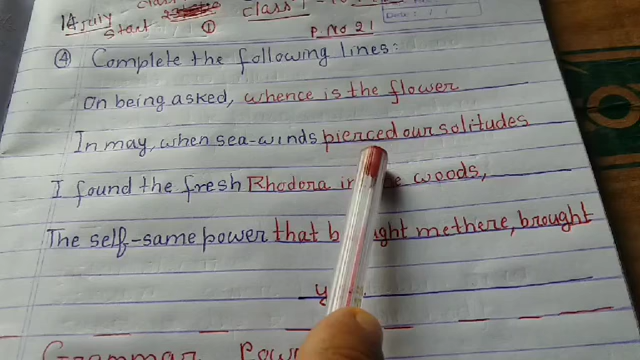 14 July
Start ①
Class
P. No 21
④ Complete the following lines:
On being asked, whence is the flower
In may, when sea-winds pierced our solitudes
I found the fresh Rhodora in woods,
The self-same power that me there, brought
Grammar